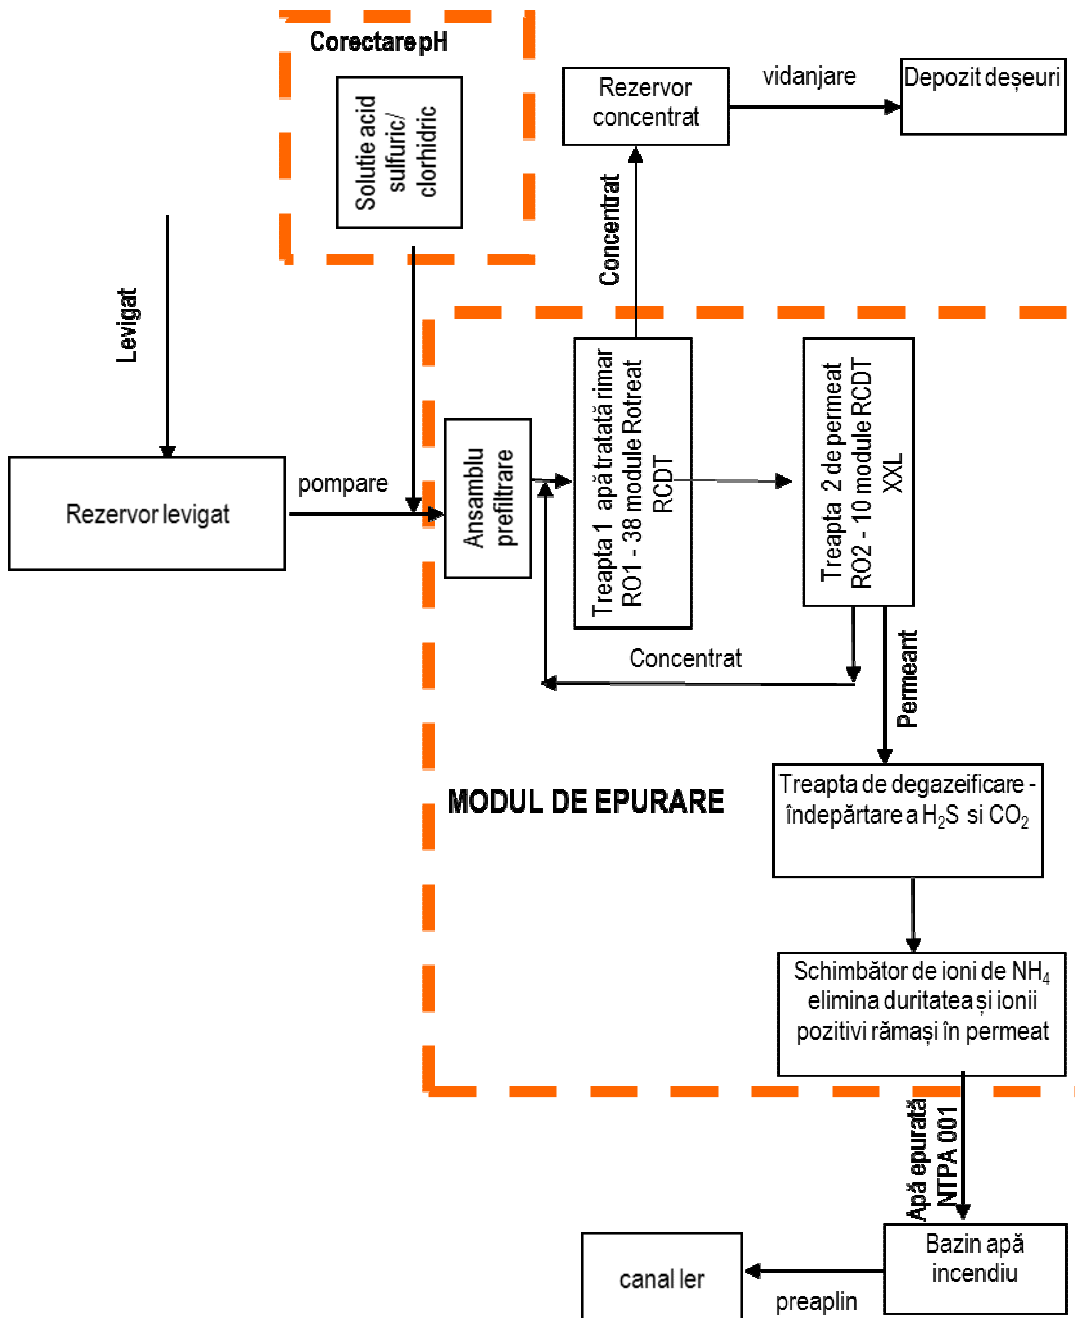 Corectare pH
Solutie acid
sulfuric/
clorhidric
Rezervor
concentrat
vidanjare
Depozit deșeuri
Levigat
Concentrat
Rezervor levigat
pompare
Ansamblu
prefiltrare
Treapta 1 apă tratată rimar
RO1 - 38 module Rotreat
RCDT
Treapta 2 de permeat
RO2 - 10 module RCDT
XXL
Concentrat
Permeant
MODUL DE EPURARE
Treapta de degazeificare -
îndepărtare a H₂S si CO₂
Schimbător de ioni de NH₄
elimina duritatea și ionii
pozitivi rămași în permeat
Apă epurată
NTPA 001
Bazin apă
incendiu
preaplin
canal Ier